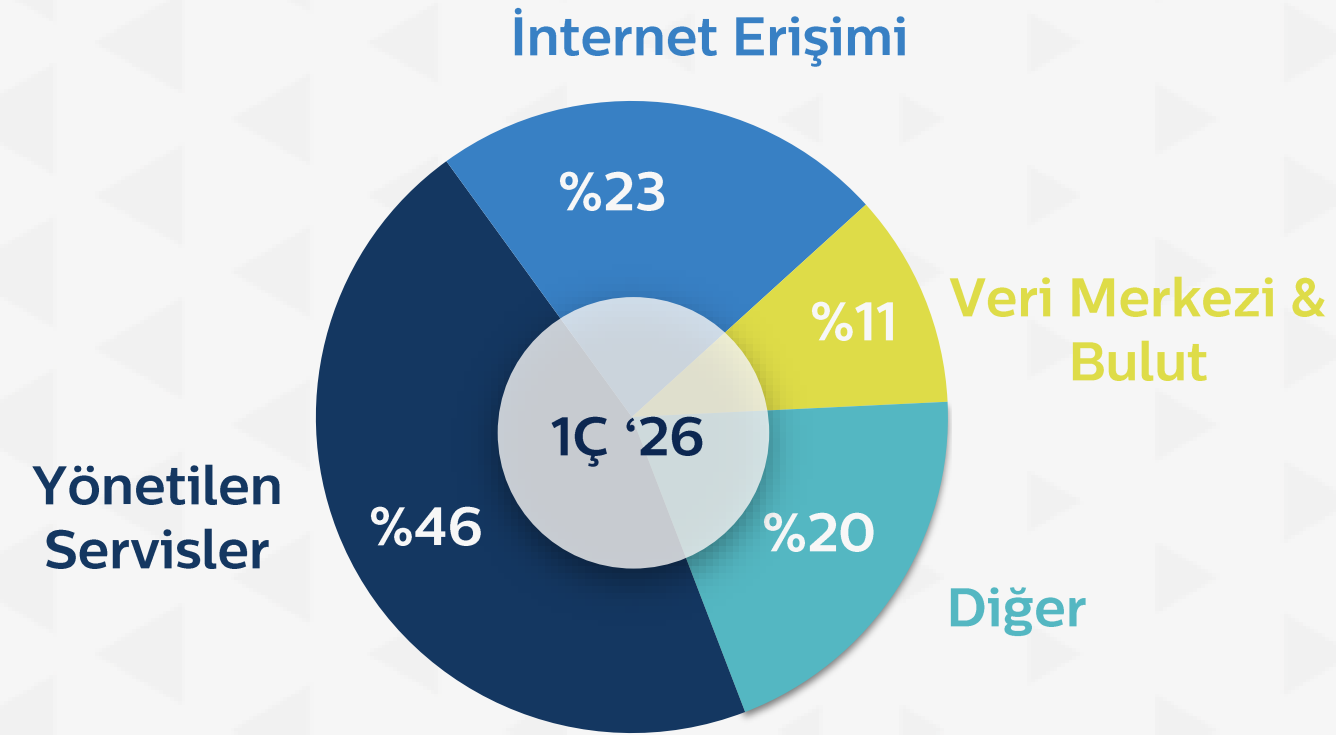 İnternet Erişimi
%23
%11
Veri Merkezi &
Bulut
1Ç ‘26
Yönetilen
Servisler
%46
%20
Diğer